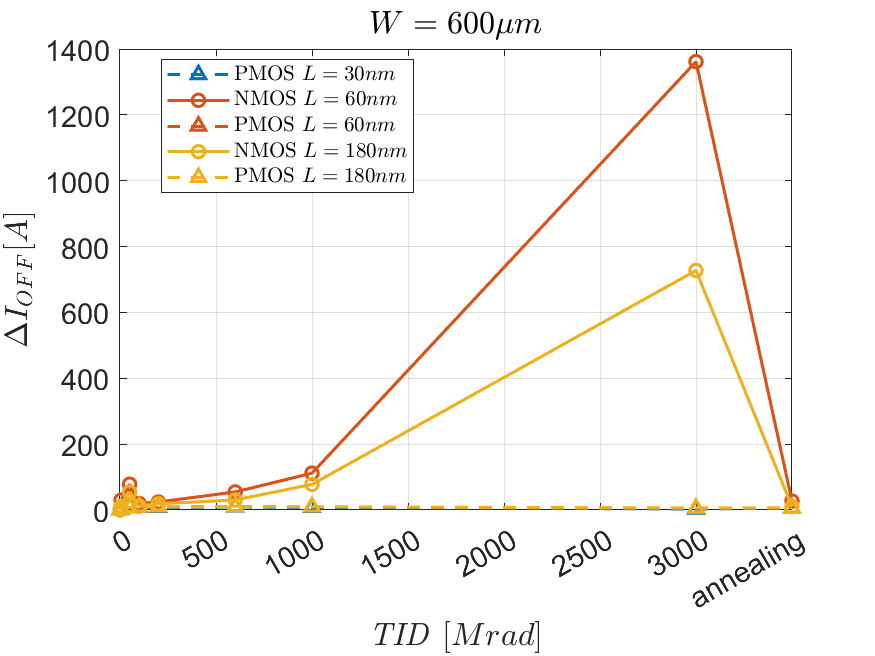 W = 600μm
1400
1200
1000
800
600
400
200
0
ΔI_OFF[A]
PMOS L = 30nm
NMOS L = 60nm
PMOS L = 60nm
NMOS L = 180nm
PMOS L = 180nm
0
500
1000
1500
2000
2500
3000
annealing
TID [Mrad]